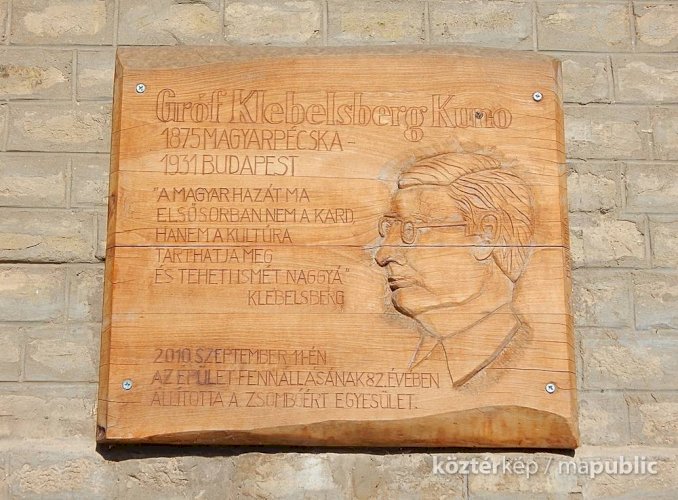 Gróf Klebelsberg Kuno
1875 MAGYARPÉCSKA -
1931 BUDAPEST
"A MAGYAR HAZÁT MA
ELSŐSORBAN NEM A KARD,
HANEM A KULTÚRA
TARTHATJA MEG
ÉS TEHETI ISMÉT NAGGYÁ"
KLEBELSBERG
2010. SZEPTEMBER 11-ÉN
AZ ÉPÜLET FENNÁLLÁSÁNAK 82. ÉVÉBEN
ÁLLÍTOTTA A ZSOMBÓÉRT EGYESÜLET.
köztérkép / mapublic